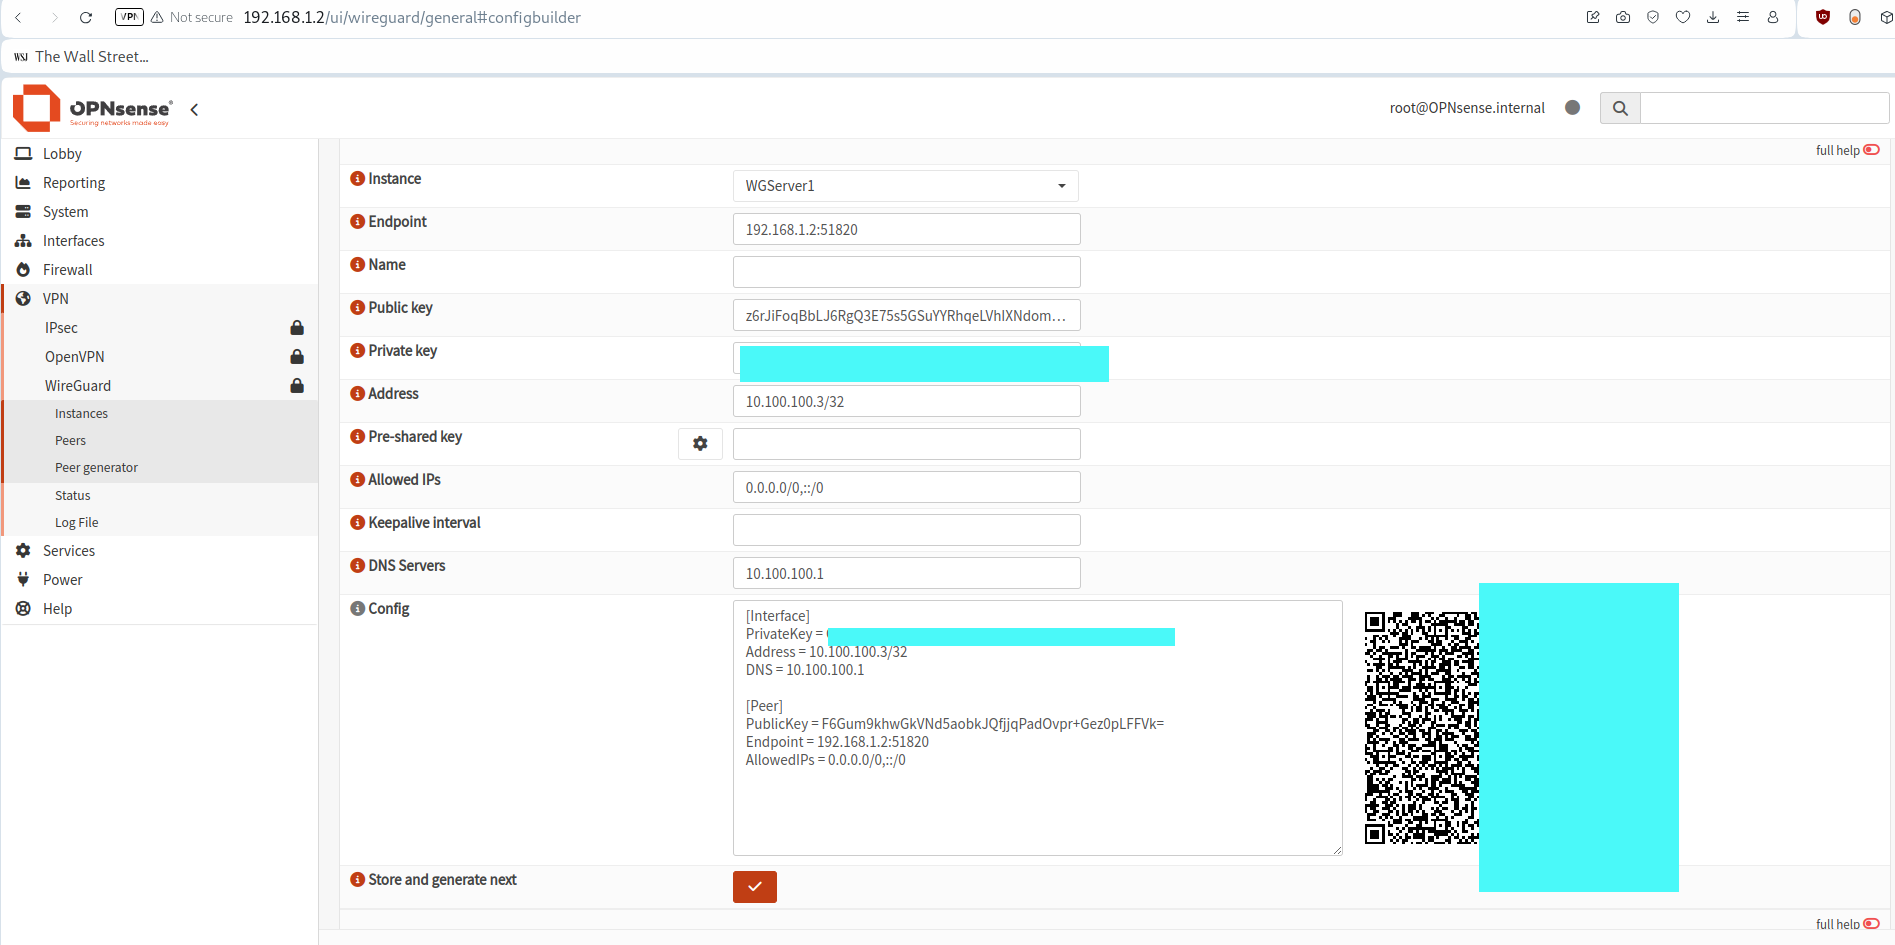 VPN
Not secure
192.168.1.2/ui/wireguard/general#configbuilder
WSJ The Wall Street...
OPNsense®
Securing networks made easy
root@OPNsense.internal
Lobby
Reporting
System
Interfaces
Firewall
VPN
IPsec
OpenVPN
WireGuard
Instances
Peers
Peer generator
Status
Log File
Services
Power
Help
full help
Instance
WGServer1
Endpoint
192.168.1.2:51820
Name
Public key
z6rJiFoqBbLJ6RgQ3E75s5GSuYYRhqeLVhIXNdom...
Private key
Address
10.100.100.3/32
Pre-shared key
Allowed IPs
0.0.0.0/0,::/0
Keepalive interval
DNS Servers
10.100.100.1
Config
[Interface]
PrivateKey =
Address = 10.100.100.3/32
DNS = 10.100.100.1
[Peer]
PublicKey = F6Gum9khwGkVNd5aobkJQfjjqPadOvpr+Gez0pLFFVk=
Endpoint = 192.168.1.2:51820
AllowedIPs = 0.0.0.0/0,::/0
Store and generate next
full help